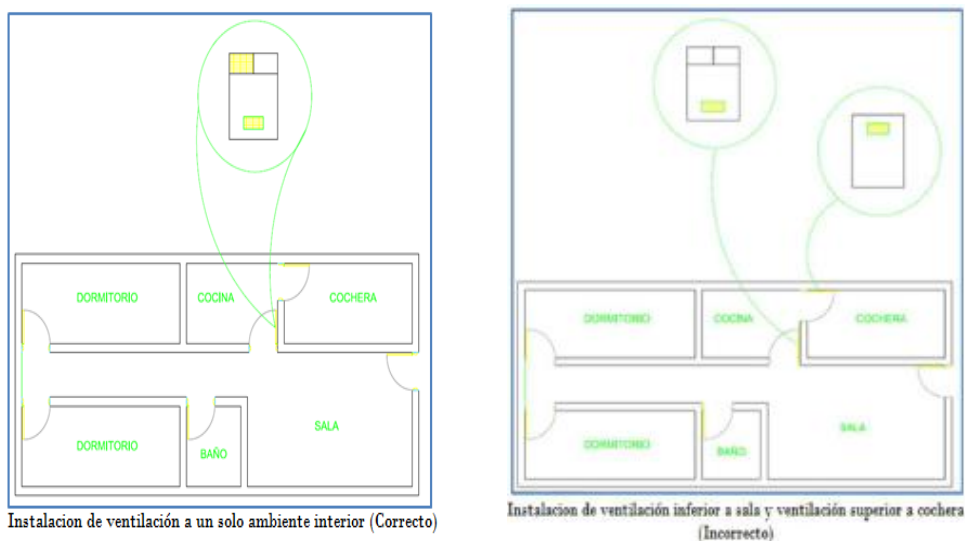 DORMITORIO
COCINA
COCHERA
DORMITORIO
BAÑO
SALA
Instalacion de ventilación a un solo ambiente interior (Correcto)
DORMITORIO
COCINA
COCHERA
DORMITORIO
BAÑO
SALA
Instalacion de ventilación inferior a sala y ventilación superior a cochera
(Incorrecto)